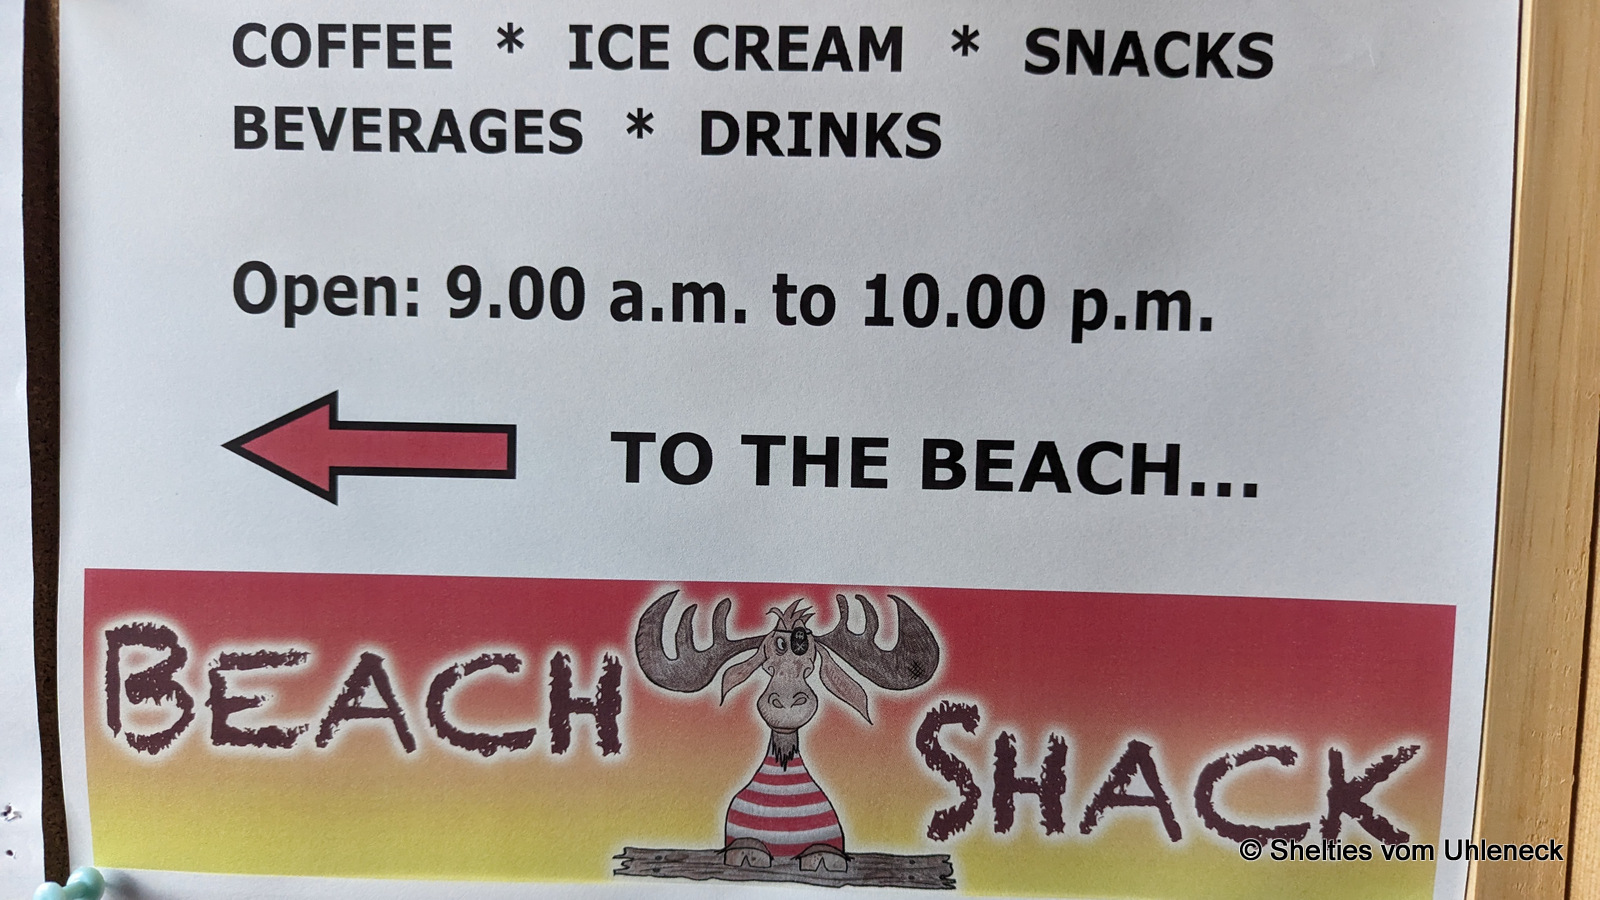 COFFEE * ICE CREAM * SNACKS
BEVERAGES * DRINKS
Open: 9.00 a.m. to 10.00 p.m.
TO THE BEACH...
BEACH SHACK
© Shelties vom Uhleneck